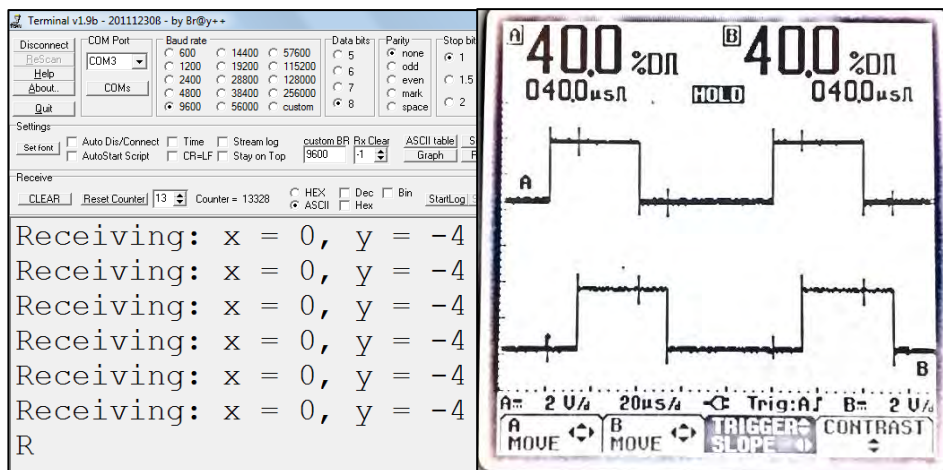 Terminal v1.9b - 20111230ß - by Br@y++
Disconnect
ReScan
Help
About..
Quit
COM Port
COM3
COMs
Baud rate
600
1200
2400
4800
9600
14400
19200
28800
38400
56000
57600
115200
128000
256000
custom
Data bits
5
6
7
8
Parity
none
odd
even
mark
space
Stop bit
1
1.5
2
Settings
Set font
Auto Dis/Connect
AutoStart Script
Time
CR=LF
Stream log
Stay on Top
custom BR
9600
Rx Clear
-1
ASCII table
Graph
Receive
CLEAR
Reset Counter
13
Counter = 13328
HEX
ASCII
Dec
Hex
Bin
StartLog
Receiving: x = 0, y = -4
Receiving: x = 0, y = -4
Receiving: x = 0, y = -4
Receiving: x = 0, y = -4
Receiving: x = 0, y = -4
Receiving: x = 0, y = -4
R
A 40.0 %DΠ B 40.0 %DΠ
040.0µsΠ HOLD 040.0µsΠ
A
B
A 2 V/d 20µs/d Trig:A B 2 V/d
A MOVE
B MOVE
TRIGGER
SLOPE
CONTRAST